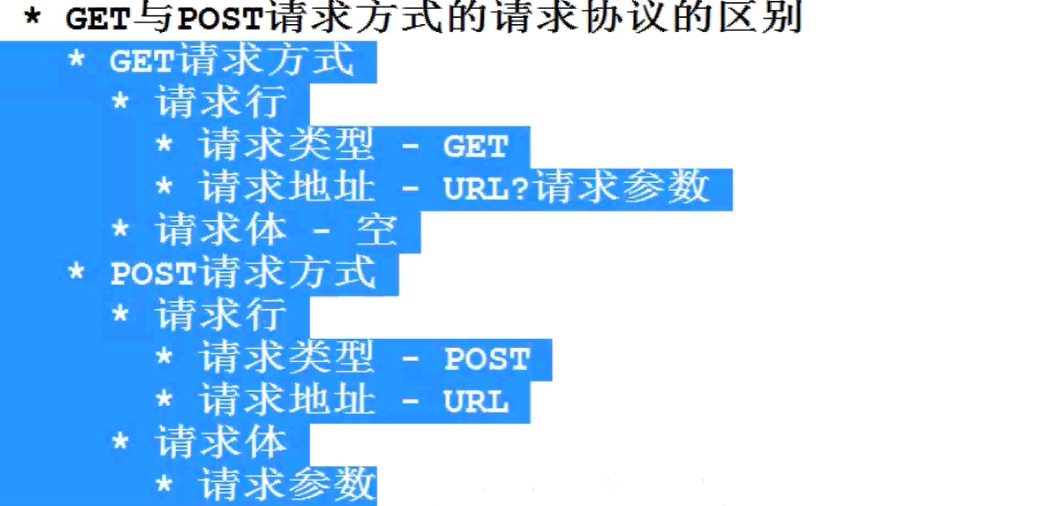 * GET与POST请求方式的请求协议的区别
* GET请求方式
* 请求行
* 请求类型 - GET
* 请求地址 - URL?请求参数
* 请求体 - 空
* POST请求方式
* 请求行
* 请求类型 - POST
* 请求地址 - URL
* 请求体
* 请求参数